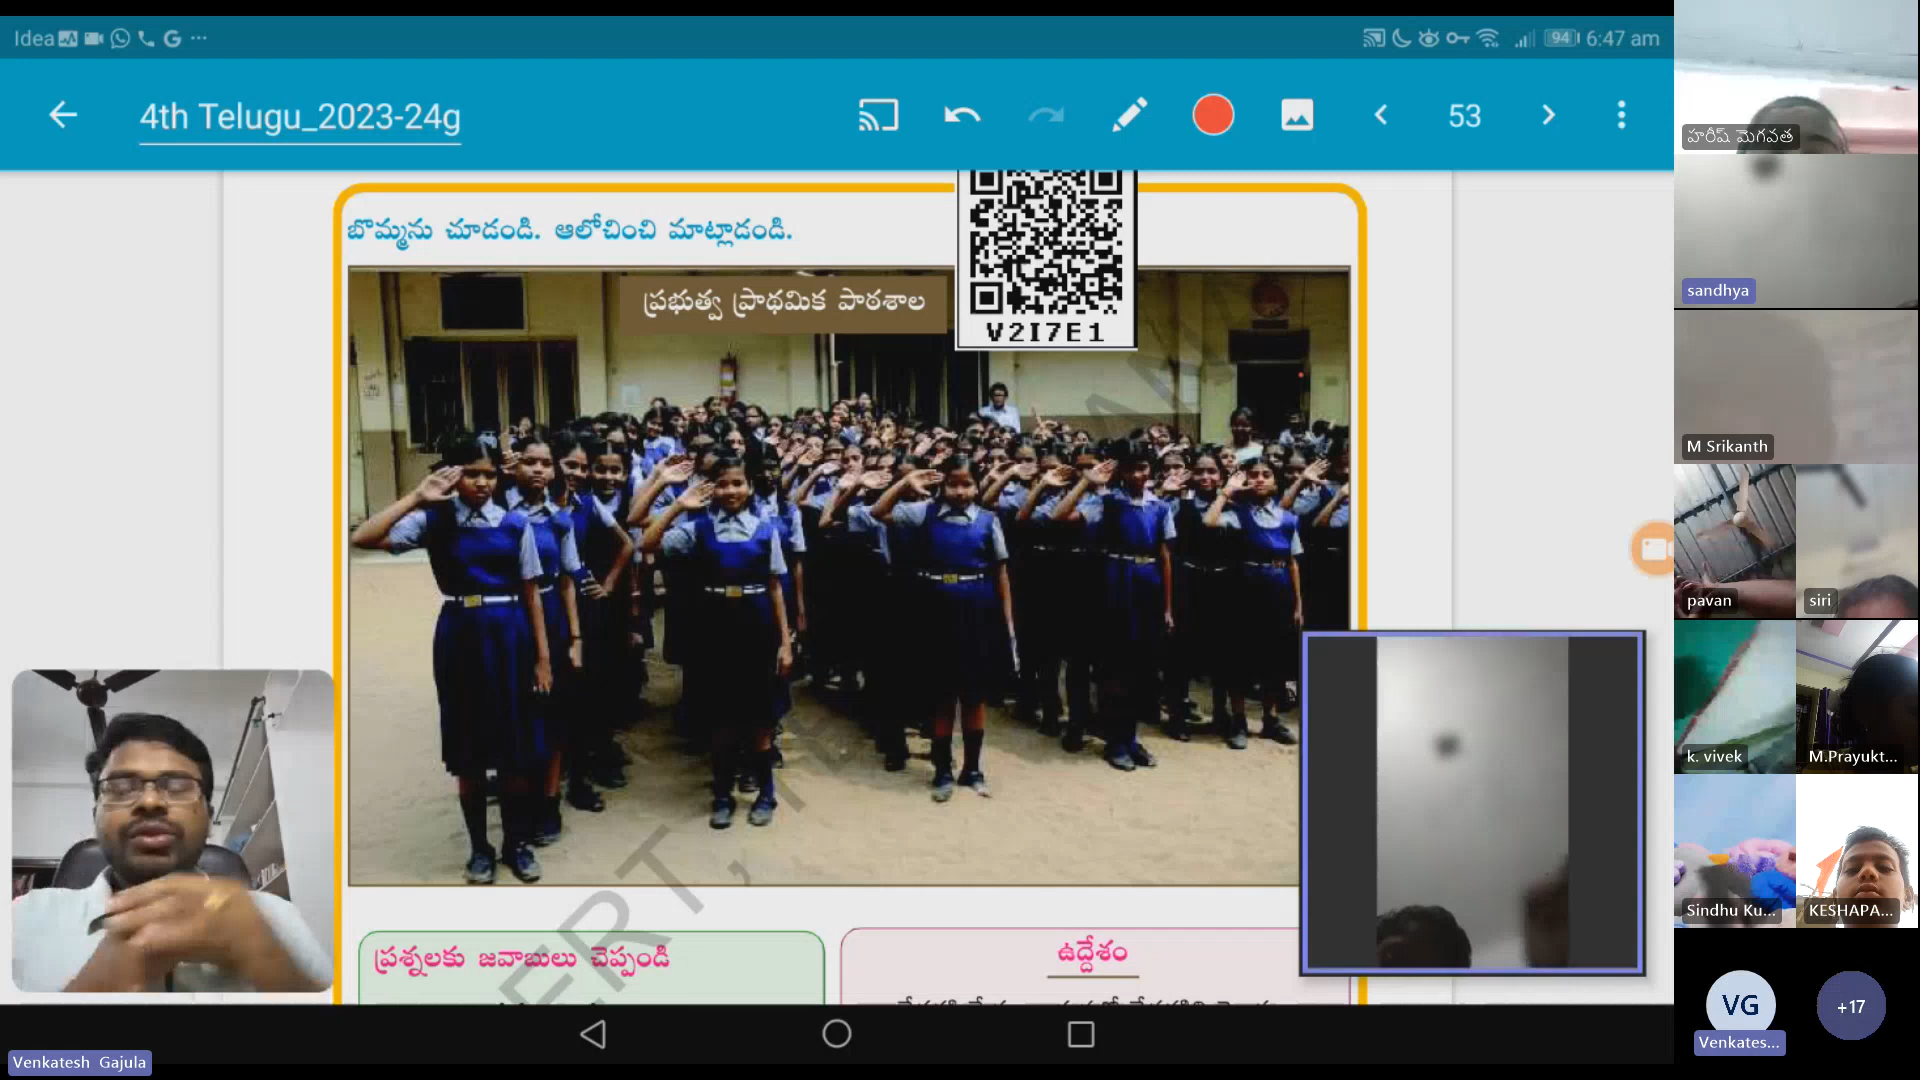 Idea
94 6:47 am
4th Telugu_2023-24g
53
బొమ్మను చూడండి. ఆలోచించి మాట్లాడండి.
ప్రభుత్వ ప్రాథమిక పాఠశాల
V2I7E1
ప్రశ్నలకు జవాబులు చెప్పండి
ఉద్దేశం
హరీష్ మెగవత
sandhya
M Srikanth
pavan
siri
k. vivek
M.Prayukt...
Sindhu Ku...
KESHAPA...
VG
+17
Venkates...
Venkatesh Gajula